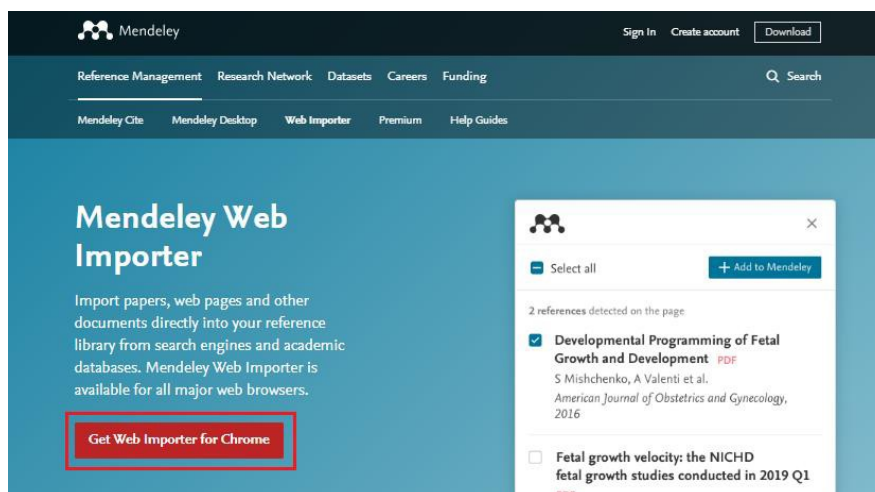 Mendeley
Sign In Create account Download
Reference Management Research Network Datasets Careers Funding
Search
Mendeley Cite Mendeley Desktop Web Importer Premium Help Guides
Mendeley Web
Importer
Import papers, web pages and other
documents directly into your reference
library from search engines and academic
databases. Mendeley Web Importer is
available for all major web browsers.
Get Web Importer for Chrome
Select all
+ Add to Mendeley
2 references detected on the page
Developmental Programming of Fetal
Growth and Development PDF
S Mishchenko, A Valenti et al.
American Journal of Obstetrics and Gynecology,
2016
Fetal growth velocity: the NICHD
fetal growth studies conducted in 2019 Q1